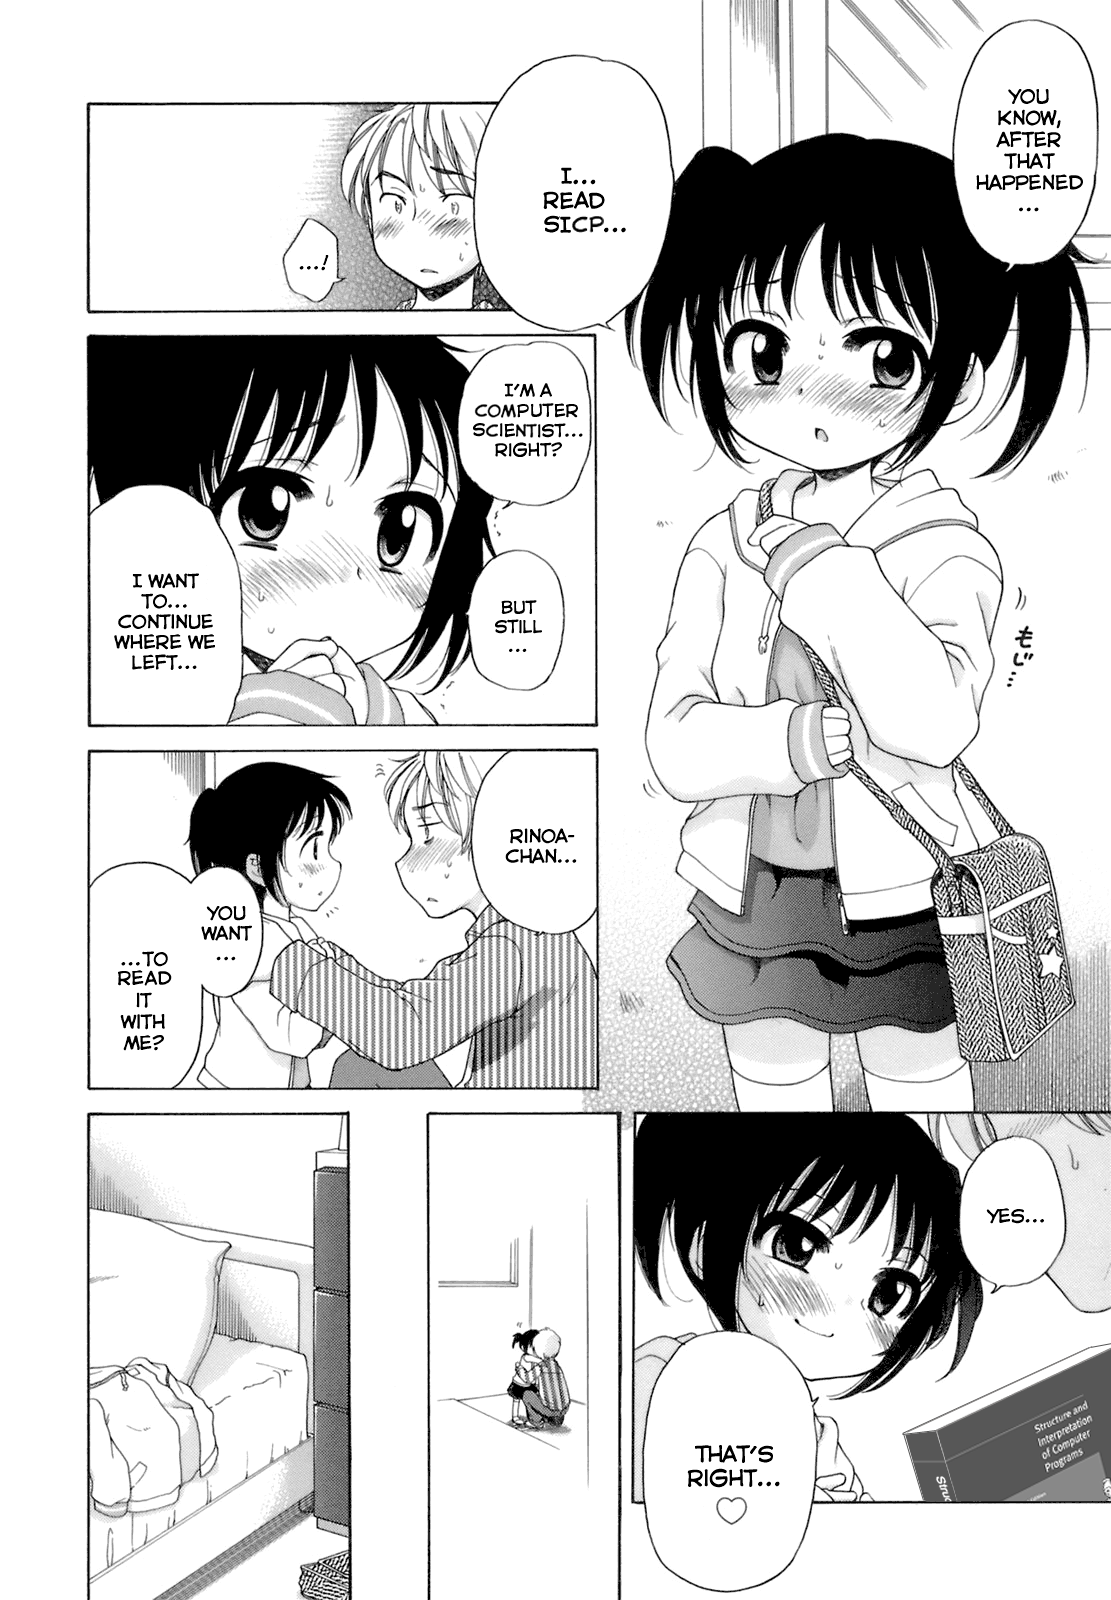 YOU
KNOW,
AFTER
THAT
HAPPENED
...
I...
READ
SICP...
...!
もじ...
I'M A
COMPUTER
SCIENTIST...
RIGHT?
BUT
STILL
...
I WANT
TO...
CONTINUE
WHERE WE
LEFT...
RINOA-
CHAN...
YOU
WANT
...
...TO
READ
IT
WITH
ME?
YES...
THAT'S
RIGHT...
♡
Structure and
Interpretation
of Computer
Programs
Struc